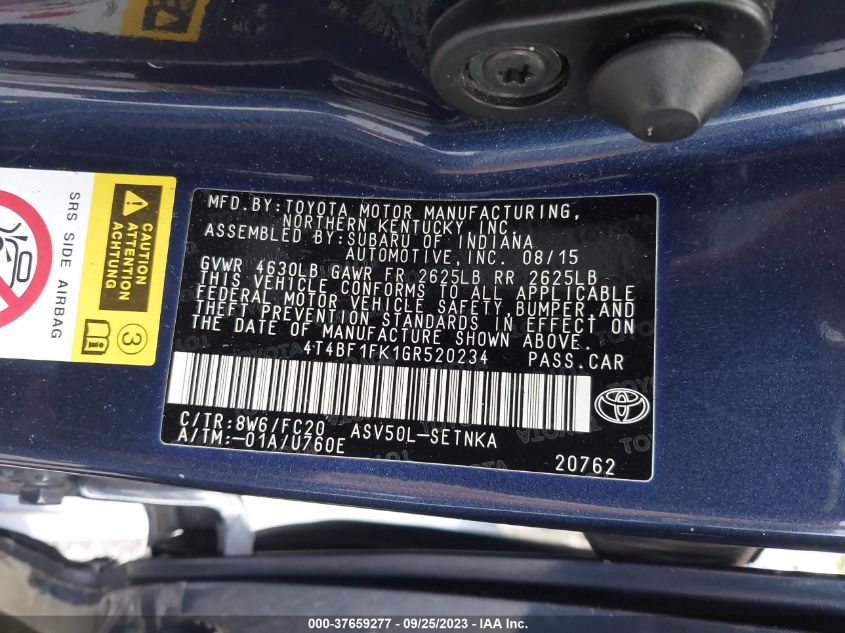 MFD.BY:TOYOTA MOTOR MANUFACTURING,
NORTHERN KENTUCKY, INC
ASSEMBLED BY:SUBARU OF INDIANA
AUTOMOTIVE,INC. 08/15
GVWR 4630LB GAWR FR 2625LB RR 2625LB
THIS VEHICLE CONFORMS TO ALL APPLICABLE
FEDERAL MOTOR VEHICLE SAFETY,BUMPER,AND
THEFT PREVENTION STANDARDS IN EFFECT ON
THE DATE OF MANUFACTURE SHOWN ABOVE.
4T4BF1FK1GR520234 PASS.CAR
C/TR:8W6/FC20 ASV50L-SETNKA
A/TM:-01A/U760E
20762
SRS SIDE AIRBAG
CAUTION
ATTENTION
ACHTUNG
3
000-37659277 - 09/25/2023 - IAA Inc.